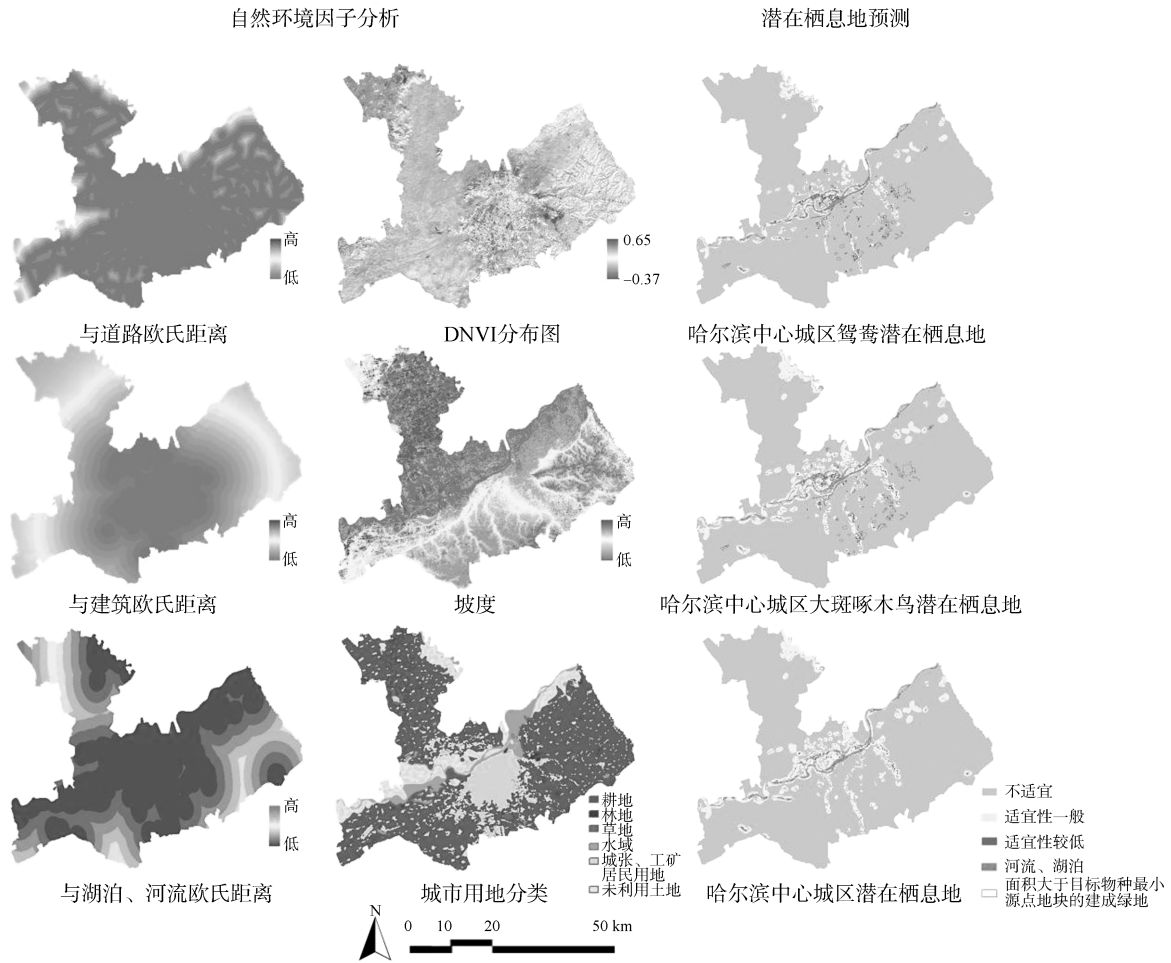 自然环境因子分析
潜在栖息地预测
高
低
0.65
−0.37
与道路欧氏距离
DNVI分布图
哈尔滨中心城区鸳鸯潜在栖息地
高
低
高
低
与建筑欧氏距离
坡度
哈尔滨中心城区大斑啄木鸟潜在栖息地
高
低
耕地
林地
草地
水域
城张、工矿
居民用地
未利用土地
不适宜
适宜性一般
适宜性较低
河流、湖泊
面积大于目标物种最小
源点地块的建成绿地
与湖泊、河流欧氏距离
城市用地分类
哈尔滨中心城区潜在栖息地
N
0 10 20 50 km